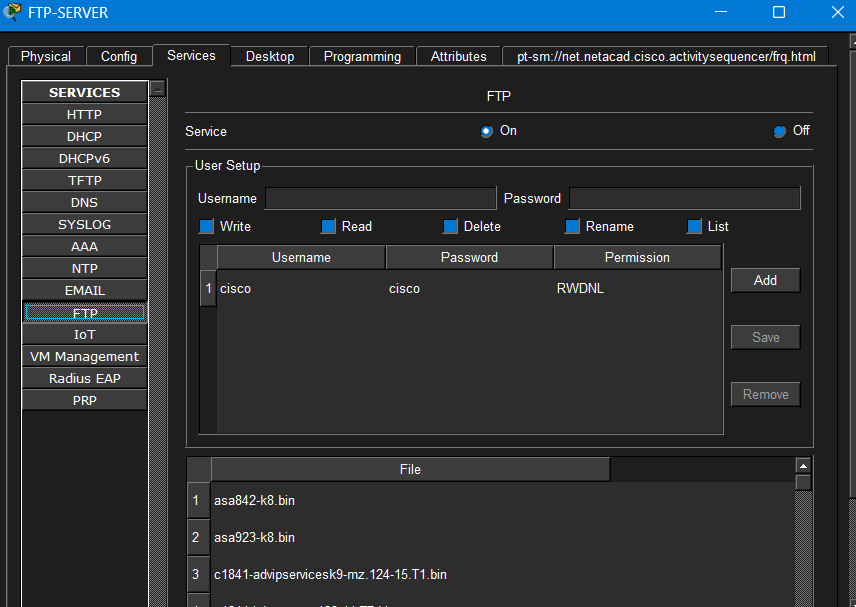 FTP-SERVER
Physical Config Services Desktop Programming Attributes pt-sm://net.netacad.cisco.activitysequencer/frq.html
SERVICES
HTTP
DHCP
DHCPv6
TFTP
DNS
SYSLOG
AAA
NTP
EMAIL
FTP
IoT
VM Management
Radius EAP
PRP
FTP
Service On Off
User Setup
Username Password
Write Read Delete Rename List
Username Password Permission
1 cisco cisco RWDNL
Add
Save
Remove
File
1 asa842-k8.bin
2 asa923-k8.bin
3 c1841-advipservicesk9-mz.124-15.T1.bin